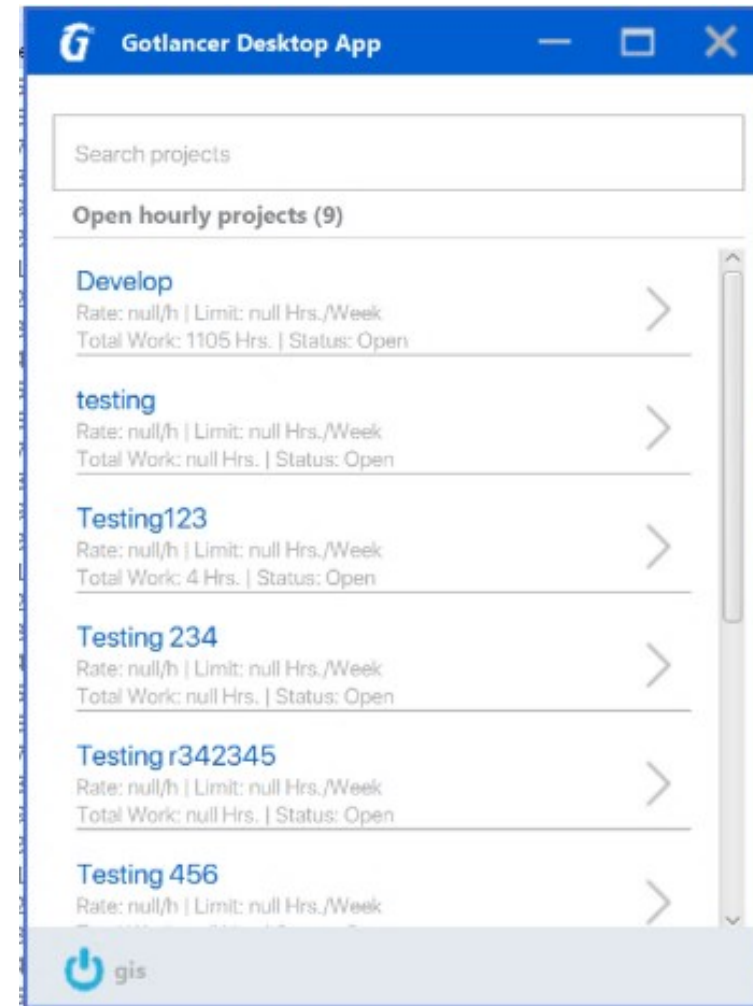 G Gotlancer Desktop App
Search projects
Open hourly projects (9)
Develop
Rate: null/h | Limit: null Hrs./Week
Total Work: 1105 Hrs. | Status: Open
testing
Rate: null/h | Limit: null Hrs./Week
Total Work: null Hrs. | Status: Open
Testing123
Rate: null/h | Limit: null Hrs./Week
Total Work: 4 Hrs. | Status: Open
Testing 234
Rate: null/h | Limit: null Hrs./Week
Total Work: null Hrs. | Status: Open
Testing r342345
Rate: null/h | Limit: null Hrs./Week
Total Work: null Hrs. | Status: Open
Testing 456
Rate: null/h | Limit: null Hrs./Week
gis